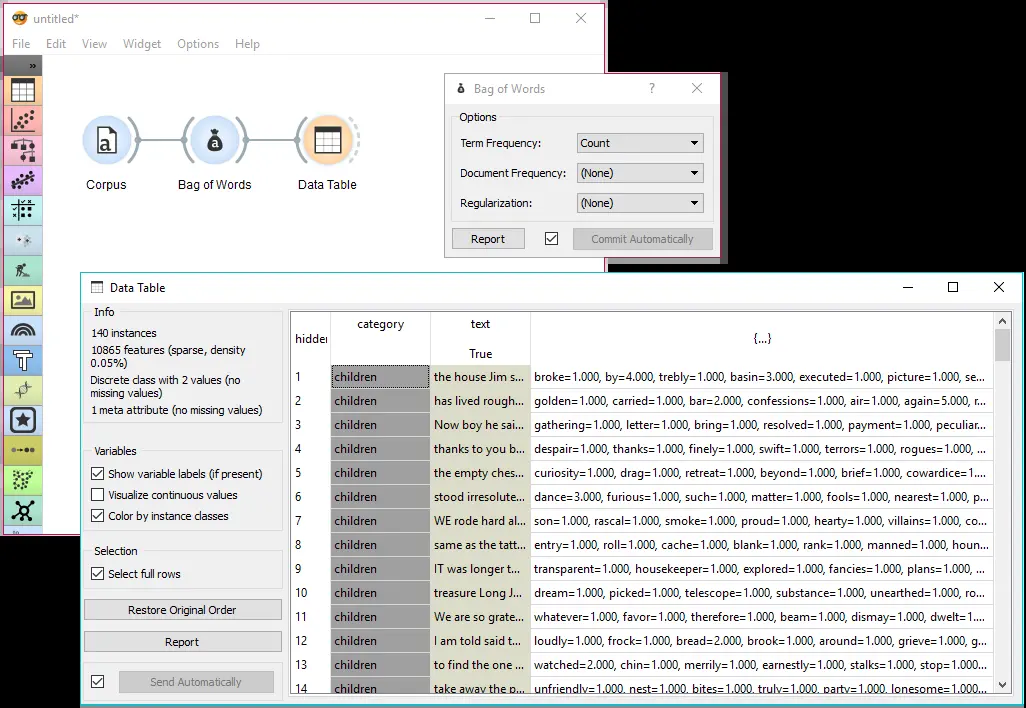 untitled*
File Edit View Widget Options Help
»
Corpus Bag of Words Data Table
Bag of Words ?
Options
Term Frequency: Count
Document Frequency: (None)
Regularization: (None)
Report Commit Automatically
Data Table
Info
140 instances
10865 features (sparse, density
0.05%)
Discrete class with 2 values (no
missing values)
1 meta attribute (no missing values)
Variables
Show variable labels (if present)
Visualize continuous values
Color by instance classes
Selection
Select full rows
Restore Original Order
Report
Send Automatically
hidden category text {...}
True
1 children the house Jim s... broke=1.000, by=4.000, trebly=1.000, basin=3.000, executed=1.000, picture=1.000, se...
2 children has lived rough... golden=1.000, carried=1.000, bar=2.000, confessions=1.000, air=1.000, again=5.000, r...
3 children Now boy he sai... gathering=1.000, letter=1.000, bring=1.000, resolved=1.000, payment=1.000, peculiar...
4 children thanks to you b... despair=1.000, thanks=1.000, finely=1.000, swift=1.000, terrors=1.000, rogues=1.000, ...
5 children the empty ches... curiosity=1.000, drag=1.000, retreat=1.000, beyond=1.000, brief=1.000, cowardice=1....
6 children stood irresolute... dance=3.000, furious=1.000, such=1.000, matter=1.000, fools=1.000, nearest=1.000, p...
7 children WE rode hard al... son=1.000, rascal=1.000, smoke=1.000, proud=1.000, hearty=1.000, villains=1.000, co...
8 children same as the tatt... entry=1.000, roll=1.000, cache=1.000, blank=1.000, rank=1.000, manned=1.000, houn...
9 children IT was longer t... transparent=1.000, housekeeper=1.000, explored=1.000, fancies=1.000, plans=1.000, ...
10 children treasure Long J... dream=1.000, picked=1.000, telescope=1.000, substance=1.000, unearthed=1.000, ro...
11 children We are so grate... whatever=1.000, favor=1.000, therefore=1.000, beam=1.000, dismay=1.000, dwelt=1....
12 children I am told said t... loudly=1.000, frock=1.000, bread=2.000, brook=1.000, around=1.000, grieve=1.000, g...
13 children to find the one ... watched=2.000, chin=1.000, merrily=1.000, earnestly=1.000, stalks=1.000, stop=1.000...
14 children take away the p... unfriendly=1.000, nest=1.000, bites=1.000, truly=1.000, party=1.000, lonesome=1.000...